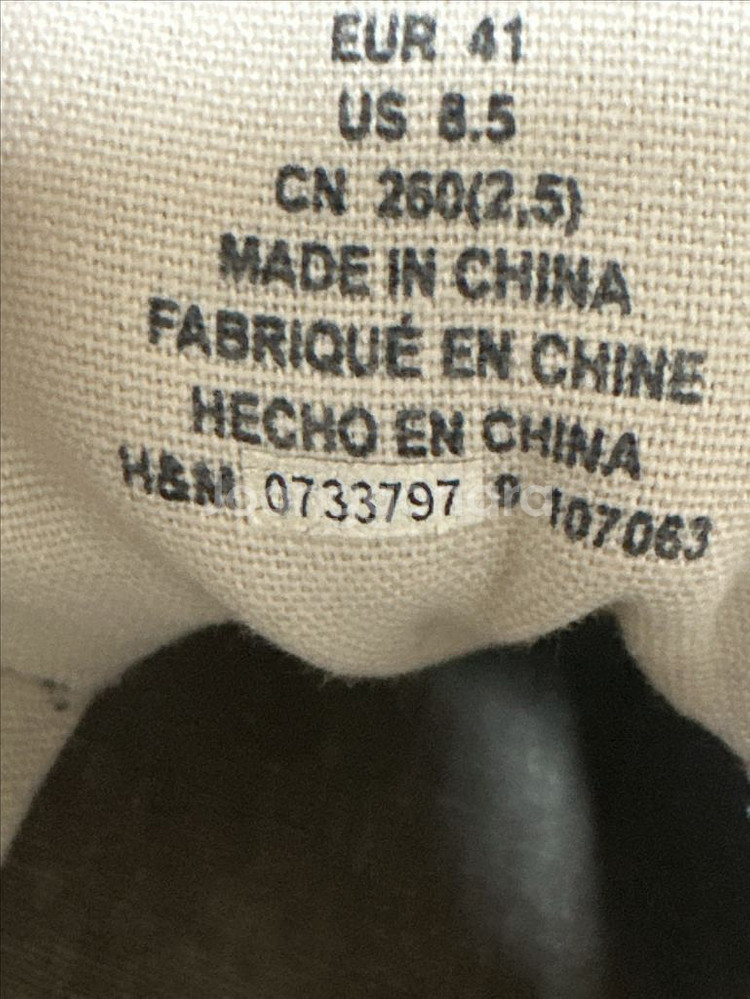 EUR 41
US 8.5
CN 260(2.5)
MADE IN CHINA
FABRIQUÉ EN CHINE
HECHO EN CHINA
H&M 0733797 P 107063